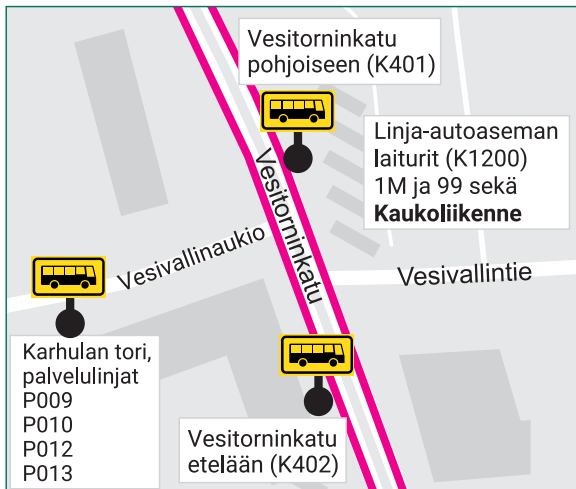 Vesitorninkatu
pohjoiseen (K401)
Linja-autoaseman
laiturit (K1200)
1M ja 99 sekä
Kaukoliikenne
Vesitorninkatu
Vesivallinaukio
Vesivallintie
Karhulan tori,
palvelulinjat
P009
P010
P012
P013
Vesitorninkatu
etelään (K402)